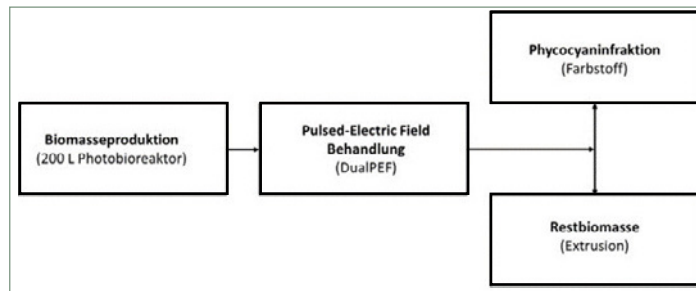 Phycocyaninfraktion
(Farbstoff)
Biomasseproduktion
(200 L Photobioreaktor)
Pulsed-Electric Field
Behandlung
(DualPEF)
Restbiomasse
(Extrusion)